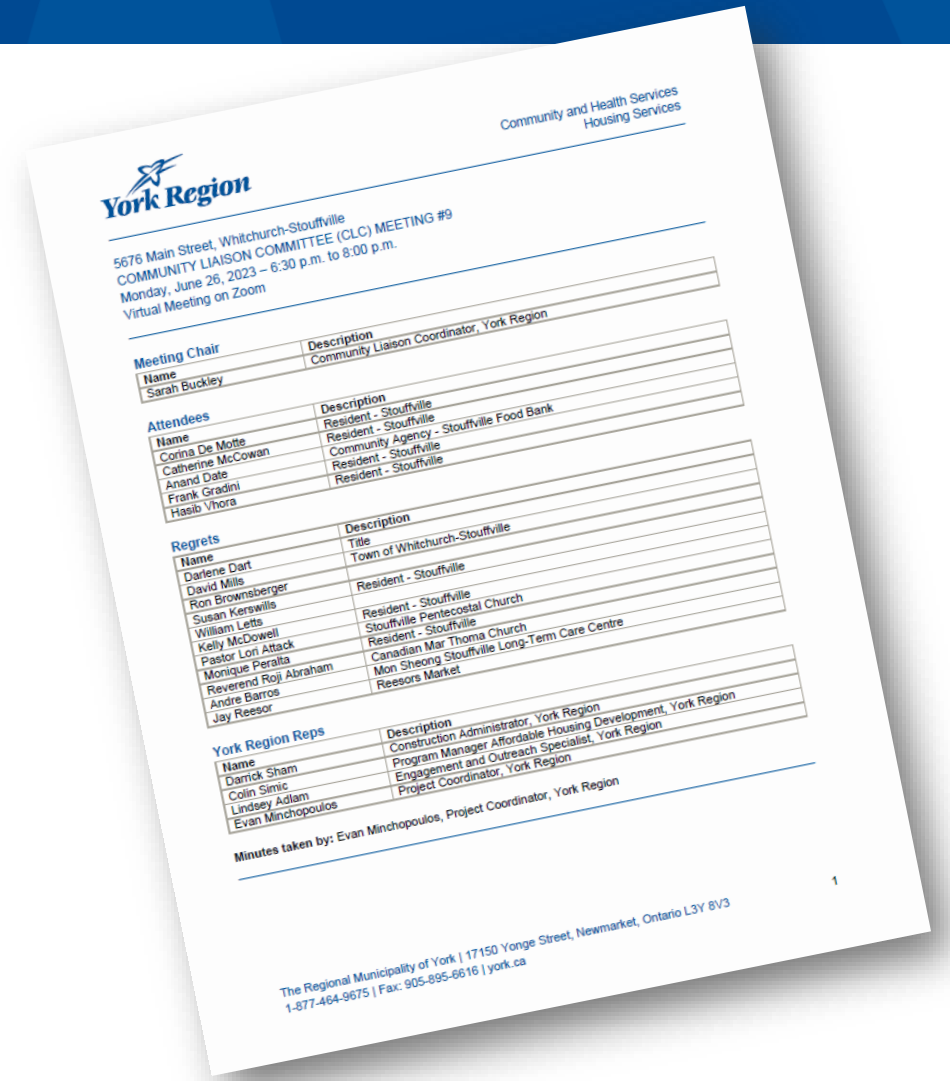 Community and Health Services
Housing Services
York Region
5676 Main Street, Whitchurch-Stouffville
COMMUNITY LIAISON COMMITTEE (CLC) MEETING #9
Monday, June 26, 2023 – 6:30 p.m. to 8:00 p.m.
Virtual Meeting on Zoom
Meeting Chair
Name Description
Sarah Buckley Community Liaison Coordinator, York Region
Attendees
Name Description
Corina De Motte Resident - Stouffville
Catherine McCowan Resident - Stouffville
Anand Date Community Agency - Stouffville Food Bank
Frank Gradini Resident - Stouffville
Hasib Vhora Resident - Stouffville
Regrets
Name Description
Darlene Dart Title
David Mills Town of Whitchurch-Stouffville
Ron Brownsberger
Susan Kerswills Resident - Stouffville
William Letts
Kelly McDowell Resident - Stouffville
Pastor Lori Attack Stouffville Pentecostal Church
Monique Peralta Resident - Stouffville
Reverend Roji Abraham Canadian Mar Thoma Church
Andre Barros Mon Sheong Stouffville Long-Term Care Centre
Jay Reesor Reesors Market
York Region Reps
Name Description
Darrick Sham Construction Administrator, York Region
Colin Simic Program Manager Affordable Housing Development, York Region
Lindsey Adlam Engagement and Outreach Specialist, York Region
Evan Minchopoulos Project Coordinator, York Region
Minutes taken by: Evan Minchopoulos, Project Coordinator, York Region
1
The Regional Municipality of York | 17150 Yonge Street, Newmarket, Ontario L3Y 8V3
1-877-464-9675 | Fax: 905-895-6616 | york.ca